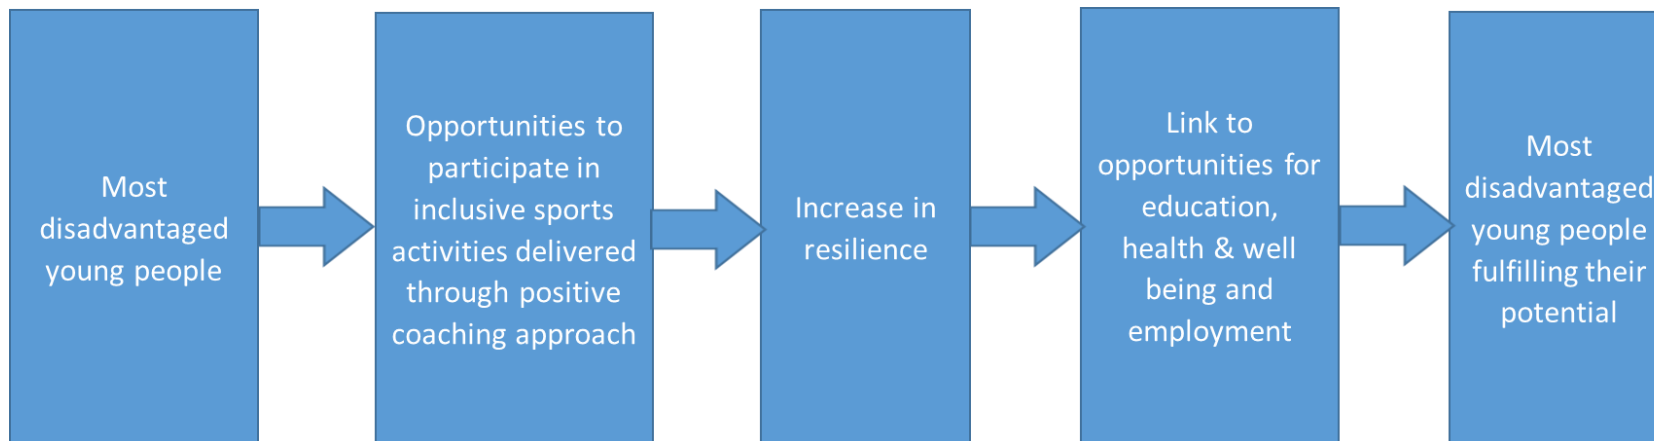 Most
disadvantaged
young people
Opportunities to
participate in
inclusive sports
activities delivered
through positive
coaching approach
Increase in
resilience
Link to
opportunities for
education,
health & well
being and
employment
Most
disadvantaged
young people
fulfilling their
potential